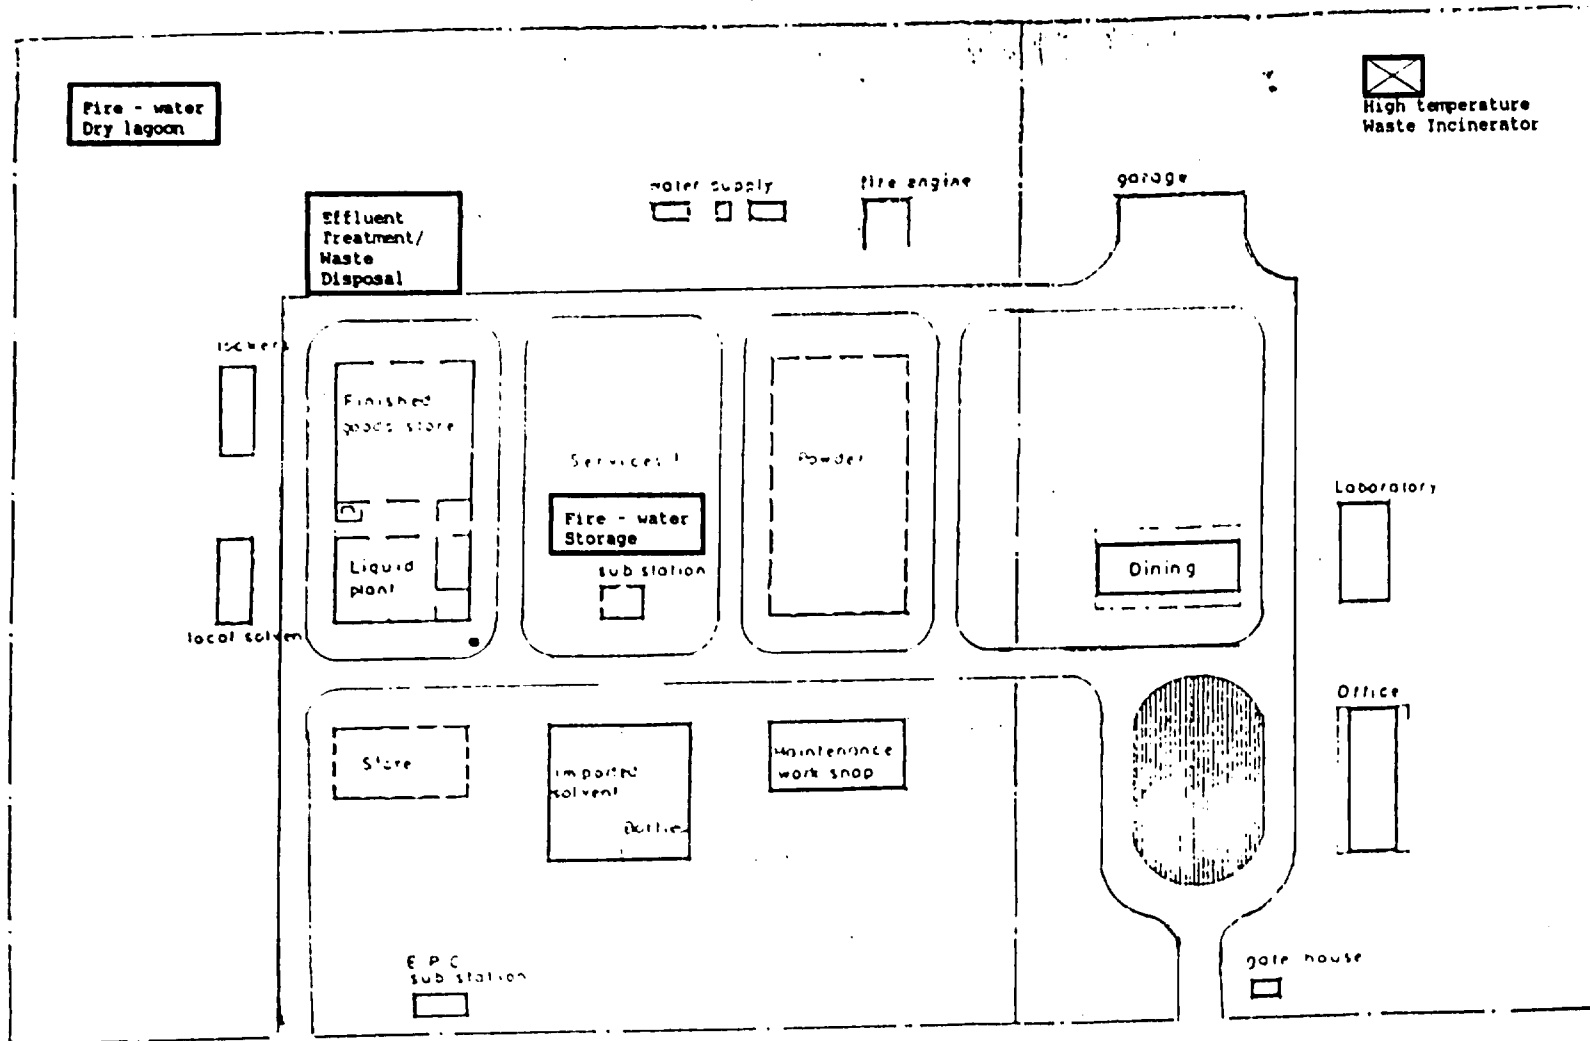 Fire - water
Dry lagoon
High temperature
Waste Incinerator
water supply
fire engine
garage
Effluent
Treatment/
Waste
Disposal
lockers
Finished
goods store
Services
Powder
Laboratory
Fire - water
Storage
sub station
Liquid
plant
Dining
local solven
Office
Store
imported
solvent
Maintenance
work shop
E P C
sub station
gate house